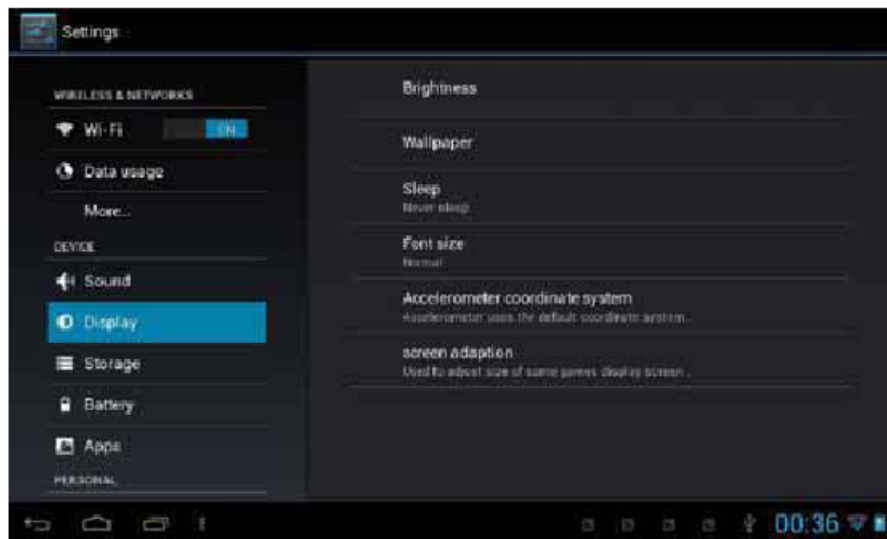 Settings
WIRELESS & NETWORKS
Wi-Fi
ON
Data usage
More...
DEVICE
Sound
Display
Storage
Battery
Apps
PERSONAL
Brightness
Wallpaper
Sleep
Never sleep
Font size
Normal
Accelerometer coordinate system
Accelerometer uses the default coordinate system.
screen adaption
Used to adjust size of some games display screen .
00:36